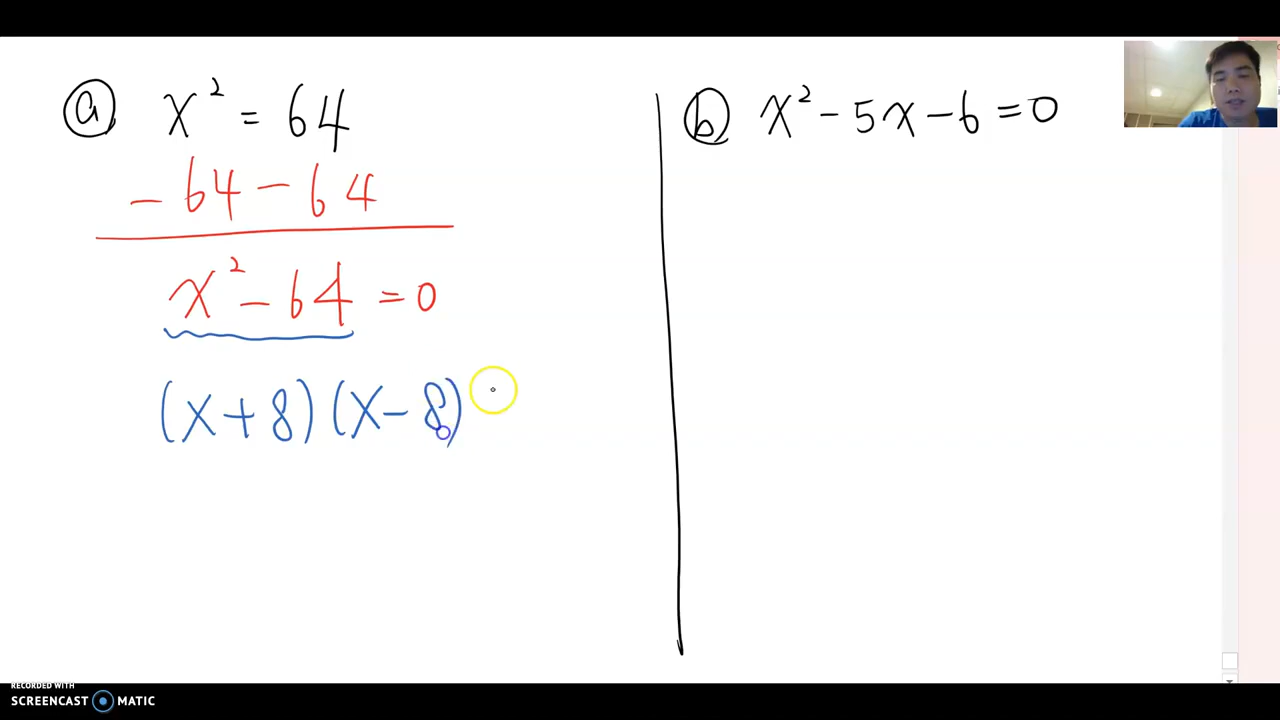 ⓐ x² = 64
- 64 - 64
x² - 64 = 0
(x + 8) (x - 8)
ⓑ x² - 5x - 6 = 0
RECORDED WITH
SCREENCAST MATIC